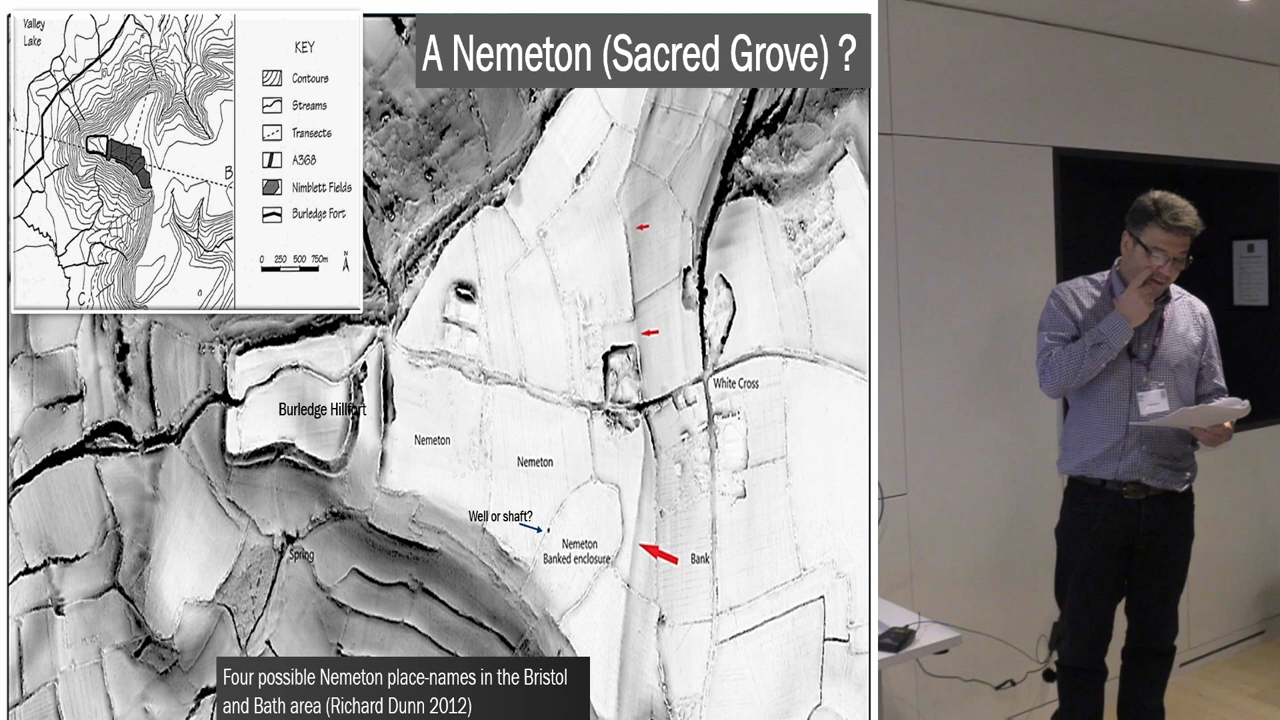 A Nemeton (Sacred Grove) ?
Valley
Lake
B
C
KEY
Contours
Streams
Transects
A368
Nimblett Fields
Burledge Fort
0 250 500 750m
N
Burledge Hillfort
Nemeton
Nemeton
White Cross
Well or shaft?
Nemeton
Banked enclosure
Bank
Spring
Four possible Nemeton place-names in the Bristol
and Bath area (Richard Dunn 2012)